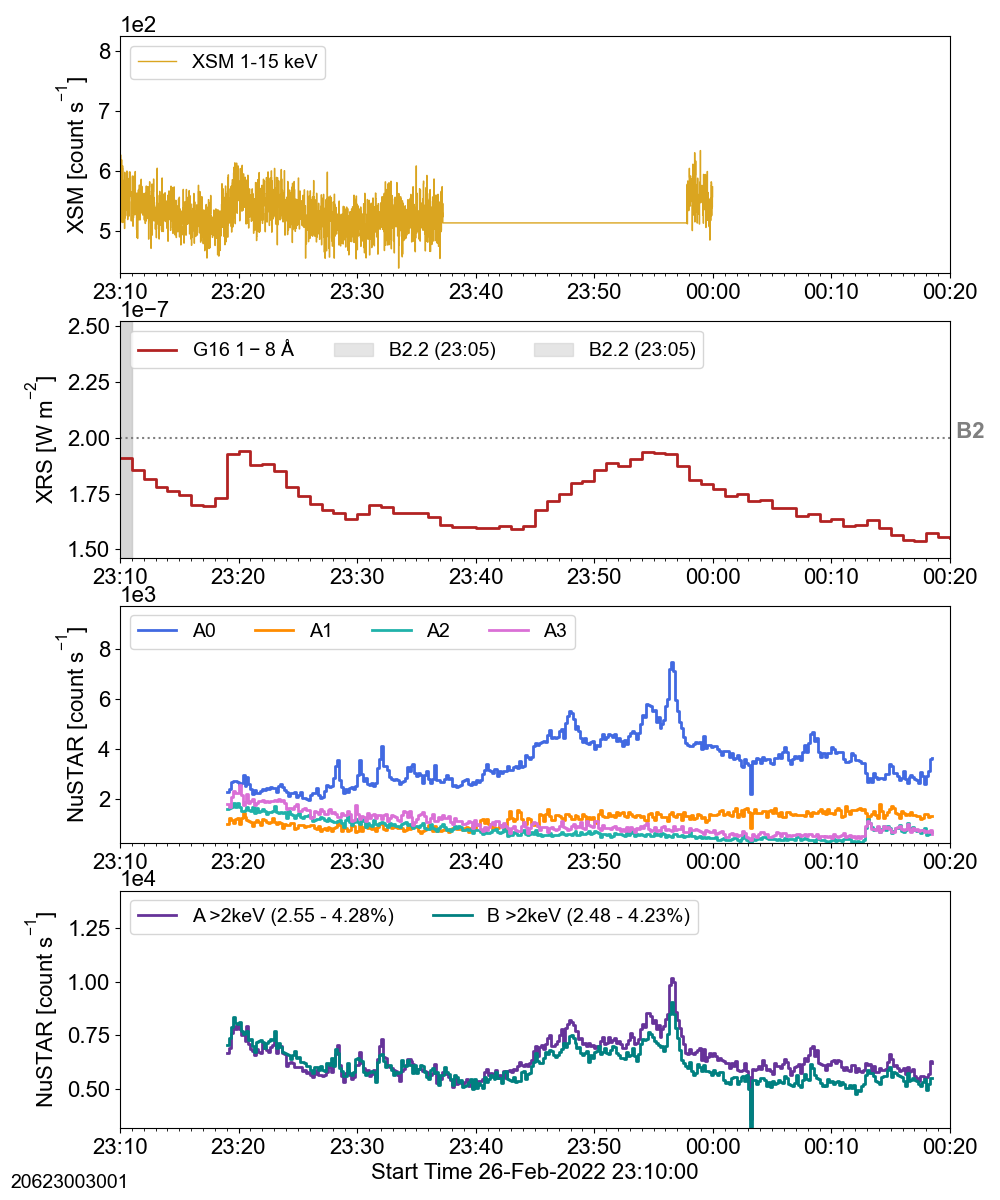 1e2
XSM [count s⁻¹]
8
7
6
5
XSM 1-15 keV
23:10 23:20 23:30 23:40 23:50 00:00 00:10 00:20
1e−7
XRS [W m⁻²]
2.50
2.25
2.00
1.75
1.50
G16 1 − 8 Å B2.2 (23:05) B2.2 (23:05)
B2
23:10 23:20 23:30 23:40 23:50 00:00 00:10 00:20
1e3
NuSTAR [count s⁻¹]
8
6
4
2
A0 A1 A2 A3
23:10 23:20 23:30 23:40 23:50 00:00 00:10 00:20
1e4
NuSTAR [count s⁻¹]
1.25
1.00
0.75
0.50
A >2keV (2.55 - 4.28%) B >2keV (2.48 - 4.23%)
23:10 23:20 23:30 23:40 23:50 00:00 00:10 00:20
Start Time 26-Feb-2022 23:10:00
20623003001